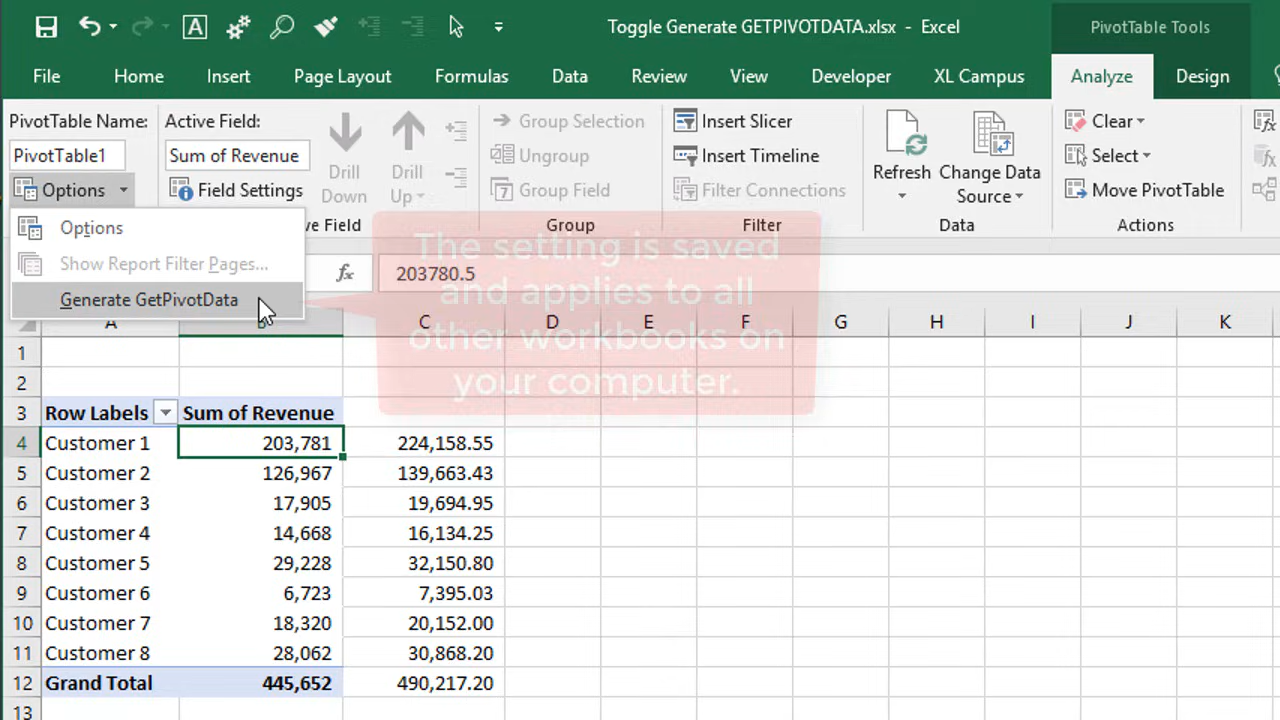 Toggle Generate GETPIVOTDATA.xlsx - Excel
PivotTable Tools
File Home Insert Page Layout Formulas Data Review View Developer XL Campus Analyze Design
PivotTable Name:
PivotTable1
Options
Active Field:
Sum of Revenue
Field Settings
Drill Down
Drill Up
ve Field
Group Selection
Ungroup
Group Field
Group
Insert Slicer
Insert Timeline
Filter Connections
Filter
Refresh
Change Data Source
Data
Clear
Select
Move PivotTable
Actions
Options
Show Report Filter Pages...
Generate GetPivotData
fx 203780.5
The setting is saved
and applies to all
other workbooks on
your computer.
A B C D E F G H I J K
1
2
3 Row Labels Sum of Revenue
4 Customer 1 203,781 224,158.55
5 Customer 2 126,967 139,663.43
6 Customer 3 17,905 19,694.95
7 Customer 4 14,668 16,134.25
8 Customer 5 29,228 32,150.80
9 Customer 6 6,723 7,395.03
10 Customer 7 18,320 20,152.00
11 Customer 8 28,062 30,868.20
12 Grand Total 445,652 490,217.20
13